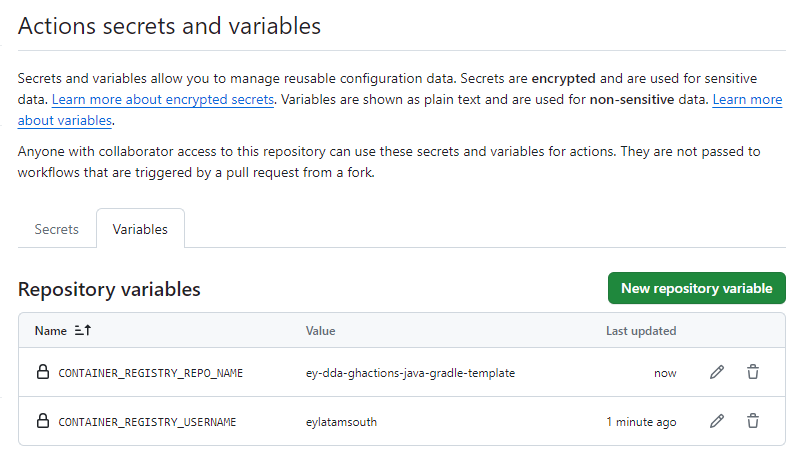 Actions secrets and variables
Secrets and variables allow you to manage reusable configuration data. Secrets are encrypted and are used for sensitive
data. Learn more about encrypted secrets. Variables are shown as plain text and are used for non-sensitive data. Learn more
about variables.
Anyone with collaborator access to this repository can use these secrets and variables for actions. They are not passed to
workflows that are triggered by a pull request from a fork.
Secrets Variables
Repository variables New repository variable
Name Value Last updated
CONTAINER_REGISTRY_REPO_NAME ey-dda-ghactions-java-gradle-template now
CONTAINER_REGISTRY_USERNAME eylatamsouth 1 minute ago